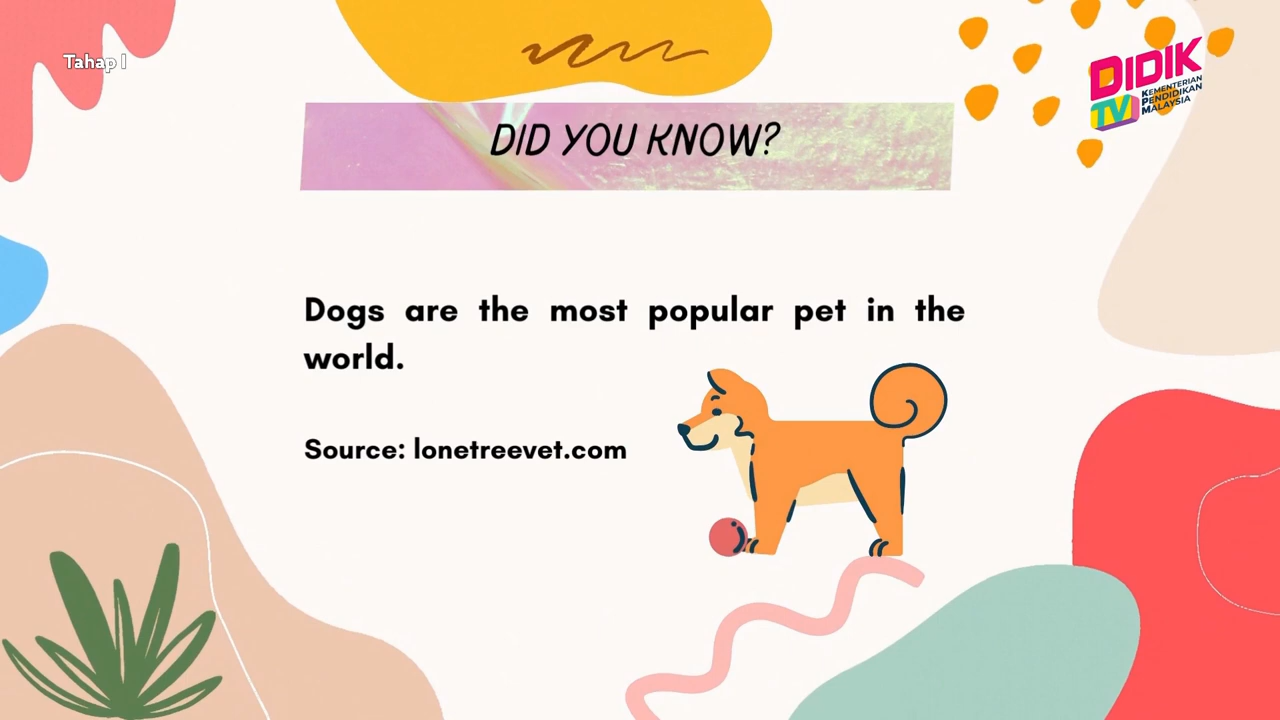 Tahap I
DIDIK
TV
KEMENTERIAN
PENDIDIKAN
MALAYSIA
DID YOU KNOW?
Dogs are the most popular pet in the
world.
Source: lonetreevet.com